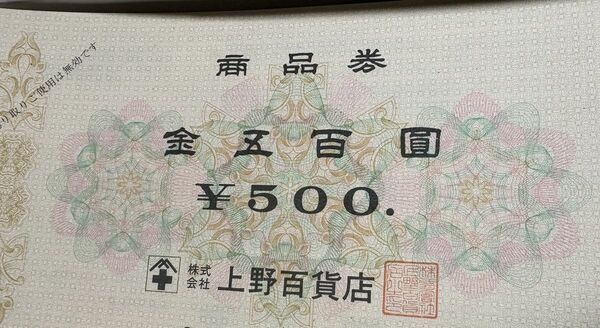 商品券
り取りご使用は無効です
金五百圓
￥500.
株式会社 上野百貨店